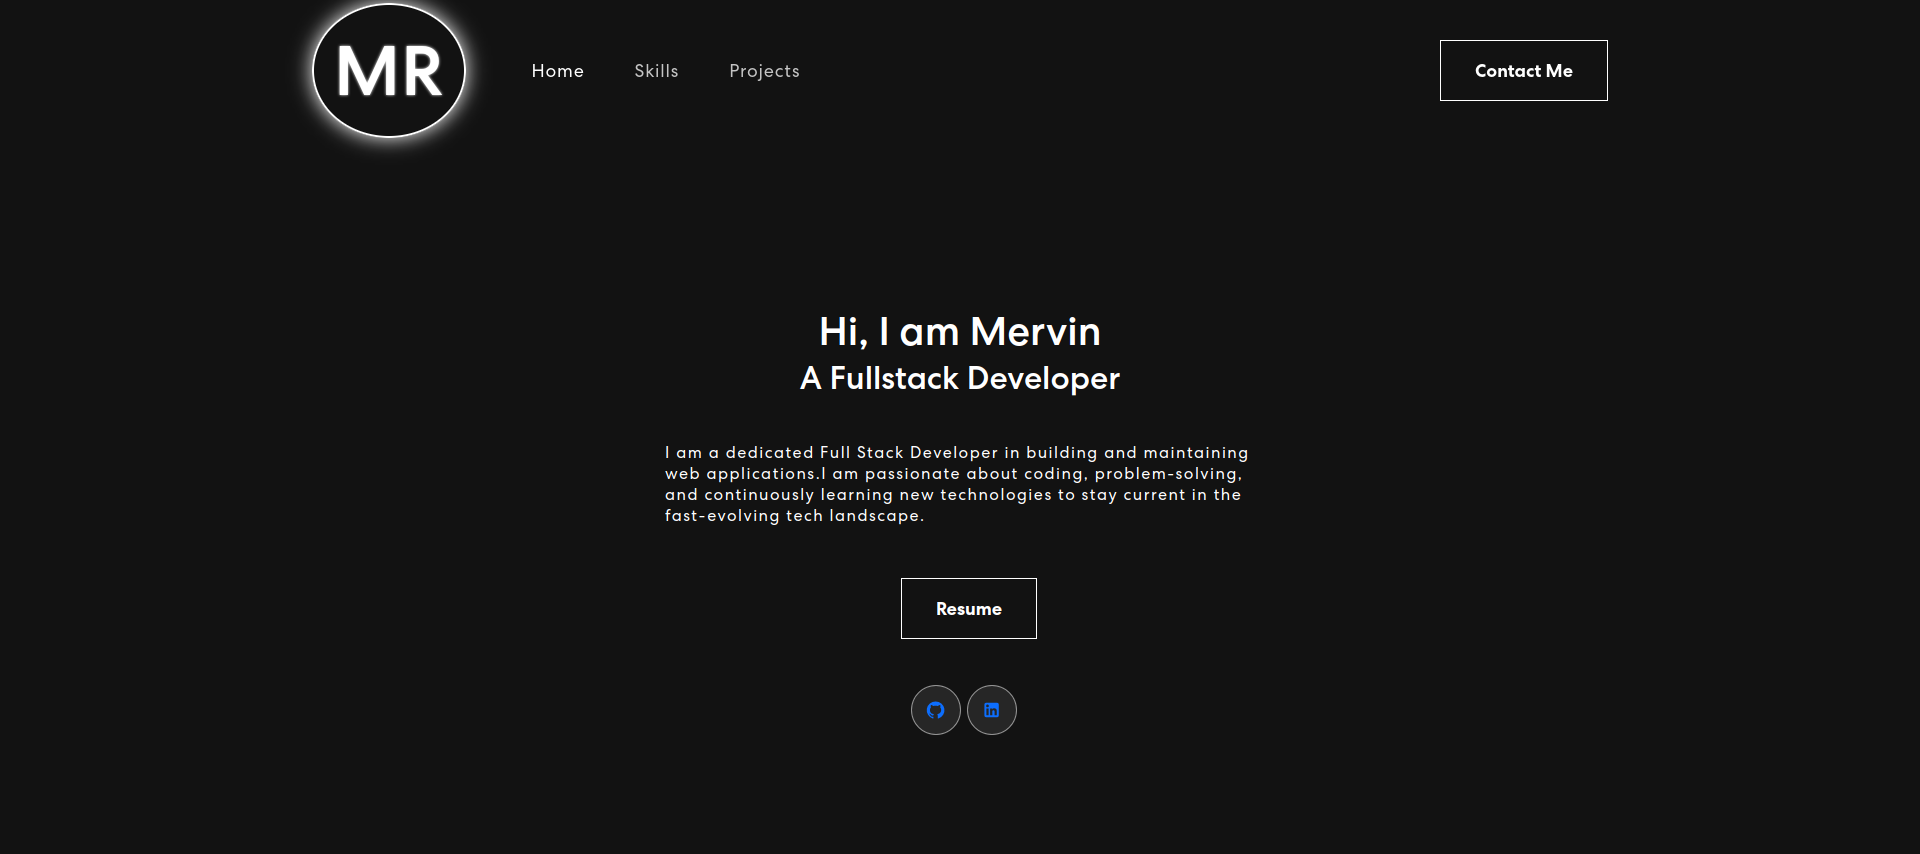 MR
Home
Skills
Projects
Contact Me
Hi, I am Mervin
A Fullstack Developer
I am a dedicated Full Stack Developer in building and maintaining
web applications.I am passionate about coding, problem-solving,
and continuously learning new technologies to stay current in the
fast-evolving tech landscape.
Resume
in